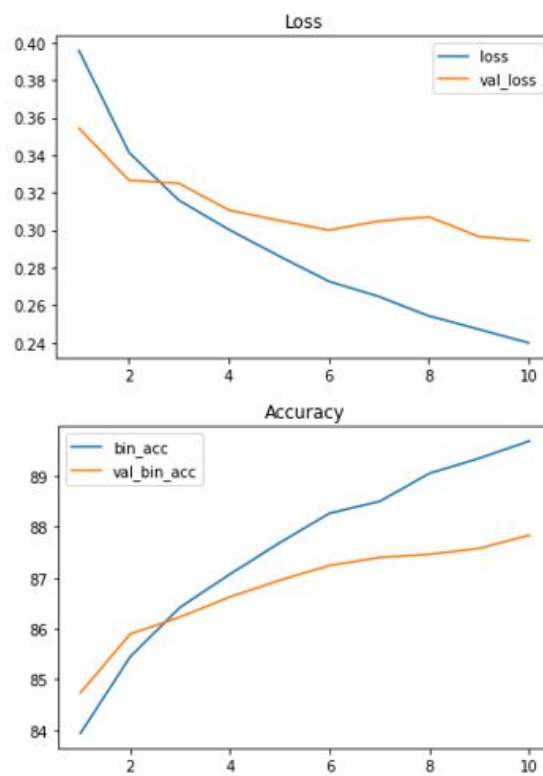 Loss
loss
val_loss
0.40
0.38
0.36
0.34
0.32
0.30
0.28
0.26
0.24
2 4 6 8 10
Accuracy
bin_acc
val_bin_acc
89
88
87
86
85
84
2 4 6 8 10